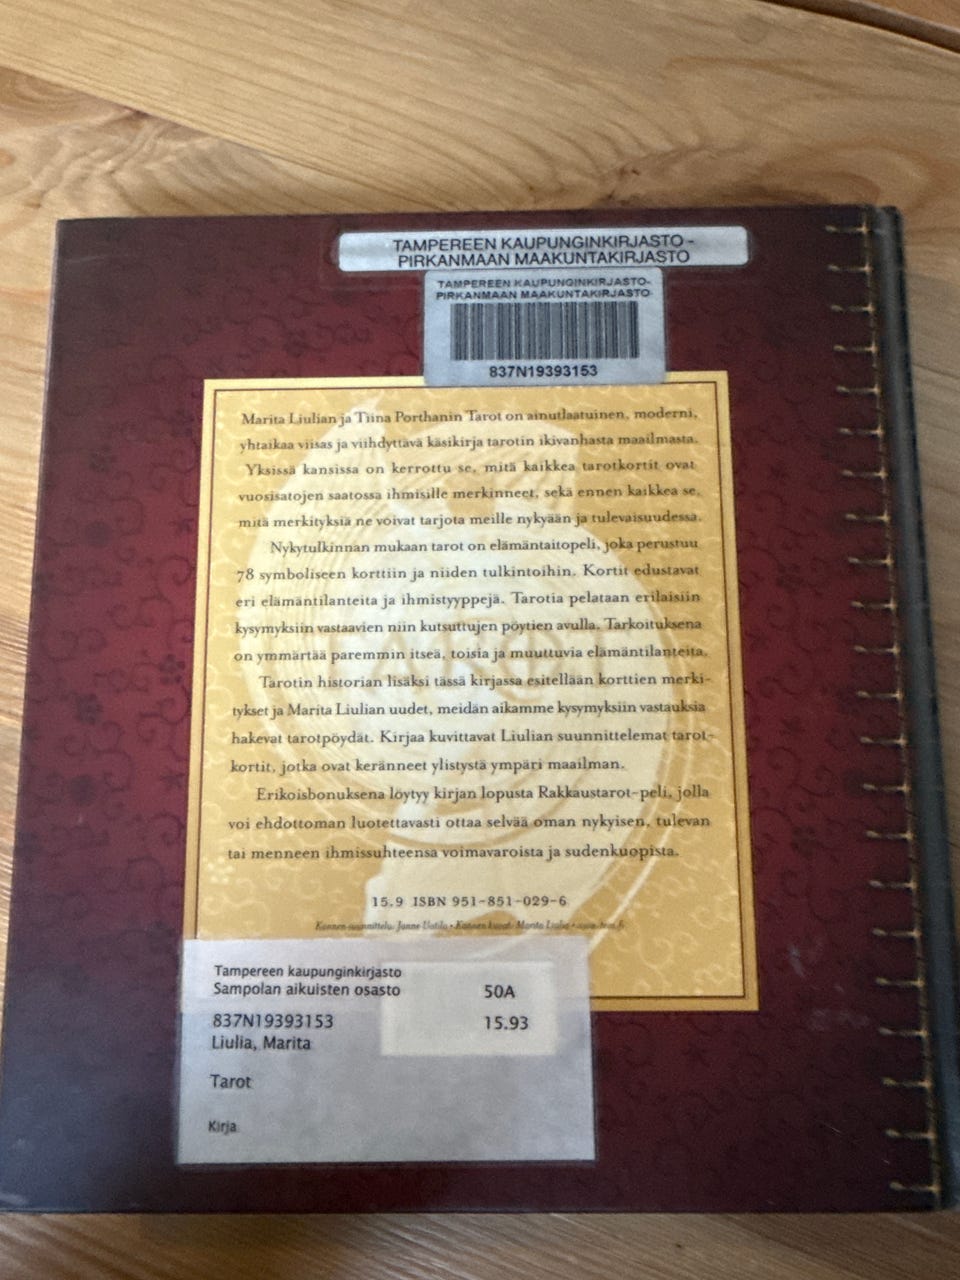 TAMPEREEN KAUPUNGINKIRJASTO -
PIRKANMAAN MAAKUNTAKIRJASTO
TAMPEREEN KAUPUNGINKIRJASTO-
PIRKANMAAN MAAKUNTAKIRJASTO
837N19393153
Marita Liulian ja Tiina Porthanin Tarot on ainutlaatuinen, moderni,
yhtaikaa viisas ja viihdyttävä käsikirja tarotin ikivanhasta maailmasta.
Yksissä kansissa on kerrottu se, mitä kaikkea tarotkortit ovat
vuosisatojen saatossa ihmisille merkinneet, sekä ennen kaikkea se,
mitä merkityksiä ne voivat tarjota meille nykyään ja tulevaisuudessa.
Nykytulkinnan mukaan tarot on elämäntaitopeli, joka perustuu
78 symboliseen korttiin ja niiden tulkintoihin. Kortit edustavat
eri elämäntilanteita ja ihmistyyppejä. Tarotia pelataan erilaisiin
kysymyksiin vastaavien niin kutsuttujen pöytien avulla. Tarkoituksena
on ymmärtää paremmin itseä, toisia ja muuttuvia elämäntilanteita.
Tarotin historian lisäksi tässä kirjassa esitellään korttien merki-
tykset ja Marita Liulian uudet, meidän aikamme kysymyksiin vastauksia
hakevat tarotpöydät. Kirjaa kuvittavat Liulian suunnittelemat tarot-
kortit, jotka ovat keränneet ylistystä ympäri maailman.
Erikoisbonuksena löytyy kirjan lopusta Rakkaustarot-peli, jolla
voi ehdottoman luotettavasti ottaa selvää oman nykyisen, tulevan
tai menneen ihmissuhteensa voimavaroista ja sudenkuopista.
15.9 ISBN 951-851-029-6
Kannen suunnittelu: Janne Uotila • Kannen kuvat: Marita Liulia •
Tampereen kaupunginkirjasto
Sampolan aikuisten osasto 50A
837N19393153 15.93
Liulia, Marita
Tarot
Kirja